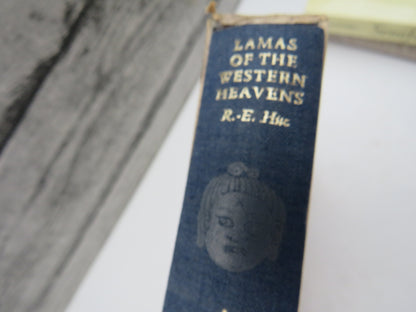 LAMAS
OF THE
WESTERN
HEAVENS
R.-E. Huc